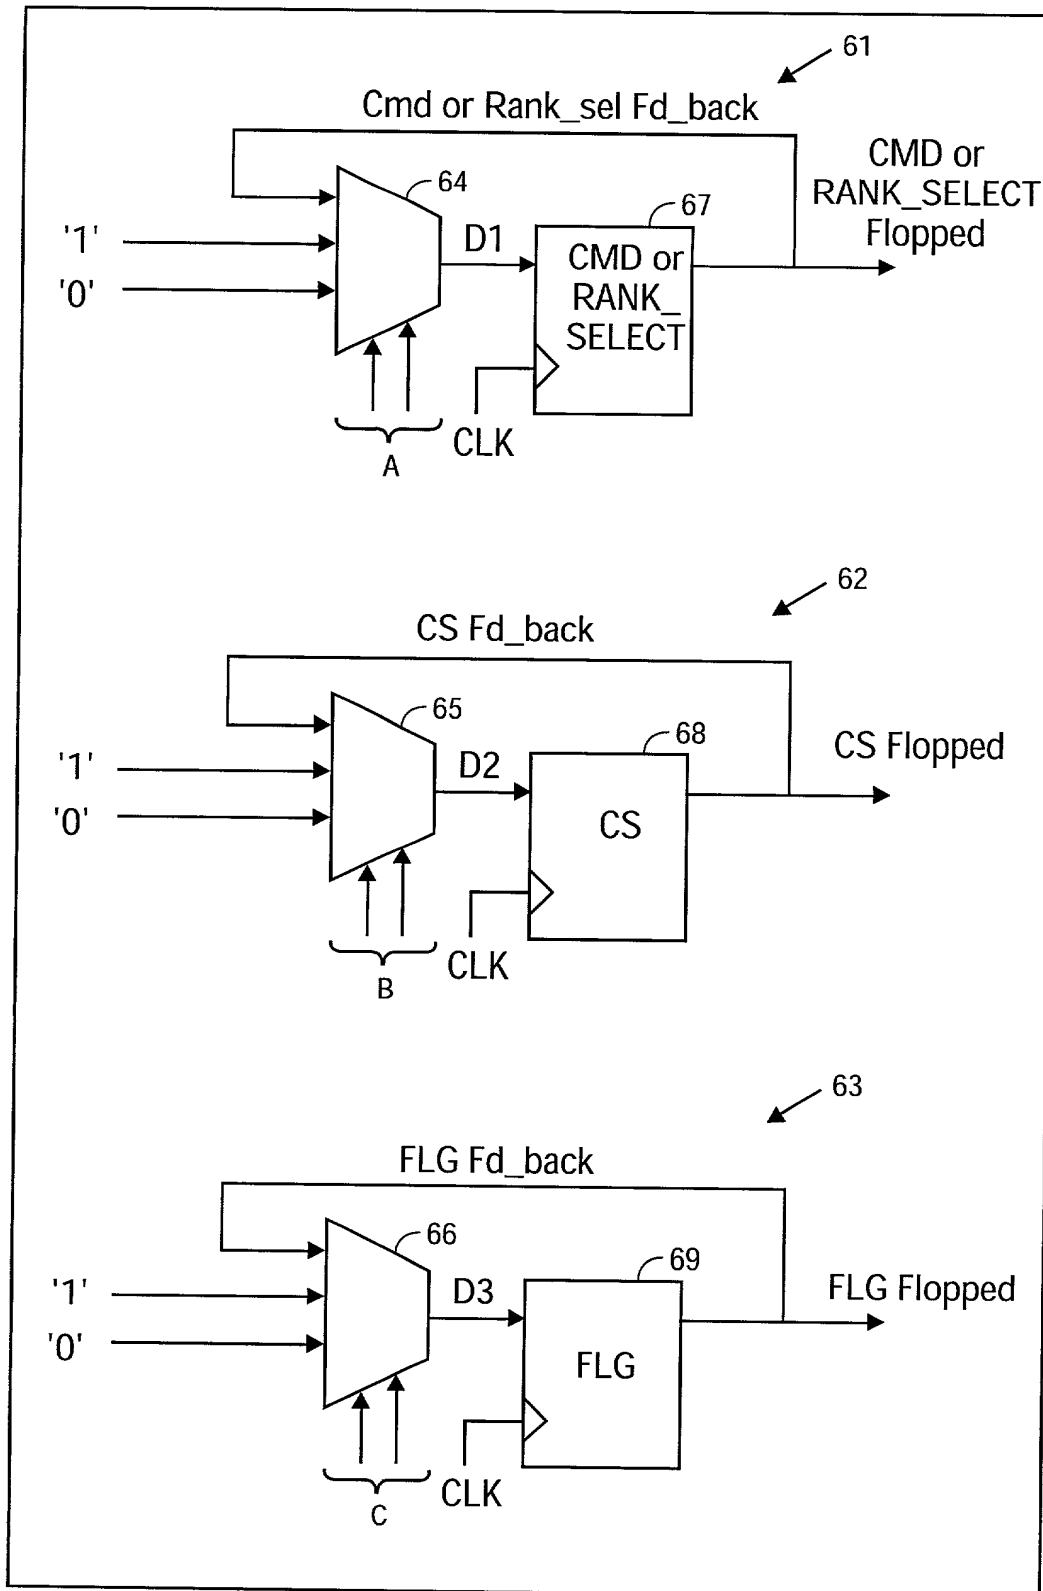 61
Cmd or Rank_sel Fd_back
CMD or
RANK_SELECT
Flopped
64
67
'1'
D1
CMD or
RANK_
SELECT
'0'
CLK
A
62
CS Fd_back
65
68
CS Flopped
'1'
D2
'0'
CS
CLK
B
63
FLG Fd_back
66
69
FLG Flopped
'1'
D3
'0'
FLG
CLK
C